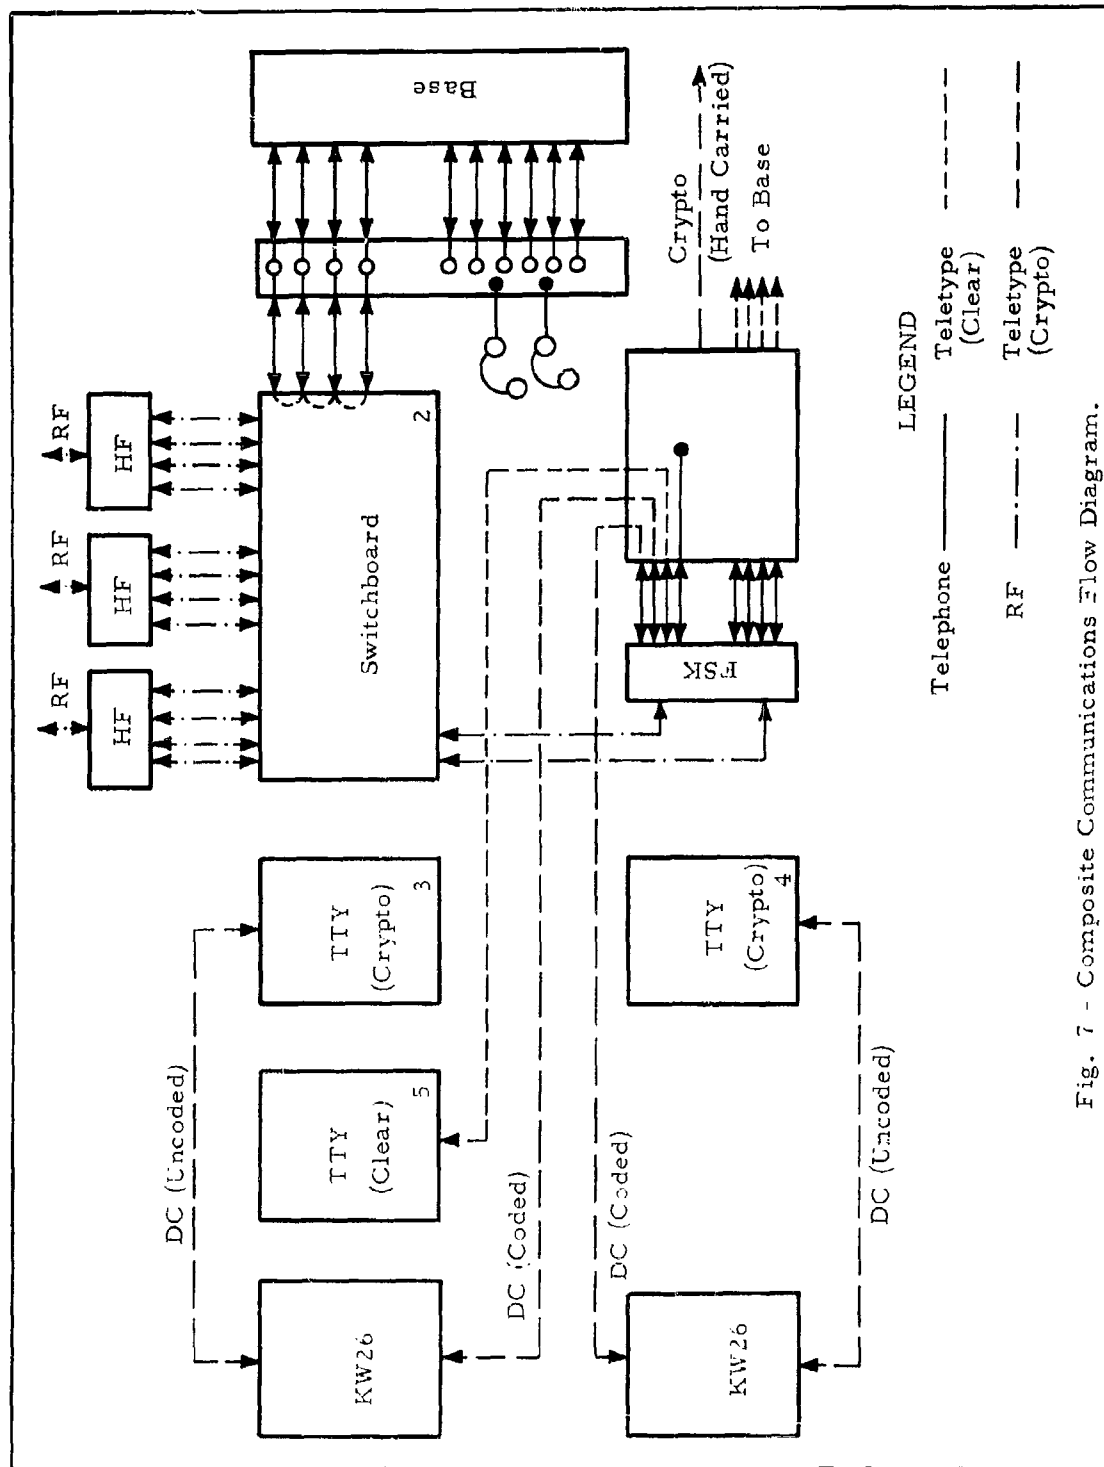 RF
RF
RF
HF
HF
HF
Base
Switchboard
2
DC (Uncoded)
TTY
(Crypto)
3
TTY
(Clear)
5
KW26
DC (Coded)
DC (Coded)
FSK
Crypto
(Hand Carried)
To Base
TTY
(Crypto)
4
KW26
DC (Uncoded)
LEGEND
Telephone
Teletype
(Clear)
RF
Teletype
(Crypto)
Fig. 7 - Composite Communications Flow Diagram.